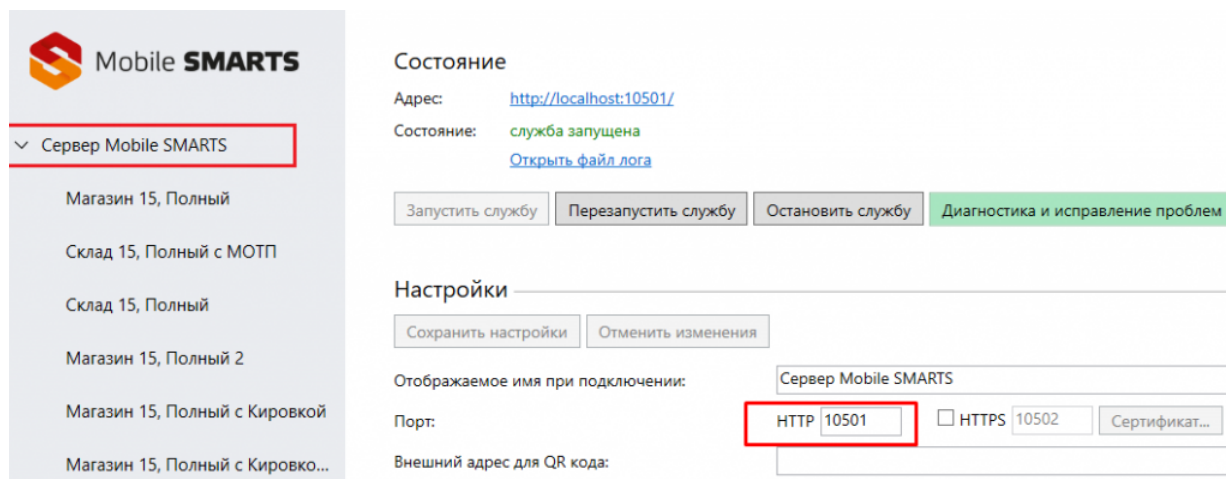 Mobile SMARTS
Сервер Mobile SMARTS
Магазин 15, Полный
Склад 15, Полный с МОТП
Склад 15, Полный
Магазин 15, Полный 2
Магазин 15, Полный с Кировкой
Магазин 15, Полный с Кировко...
Состояние
Адрес: http://localhost:10501/
Состояние: служба запущена
Открыть файл лога
Запустить службу Перезапустить службу Остановить службу Диагностика и исправление проблем
Настройки
Сохранить настройки Отменить изменения
Отображаемое имя при подключении: Сервер Mobile SMARTS
Порт: HTTP 10501 HTTPS 10502 Сертификат...
Внешний адрес для QR кода: